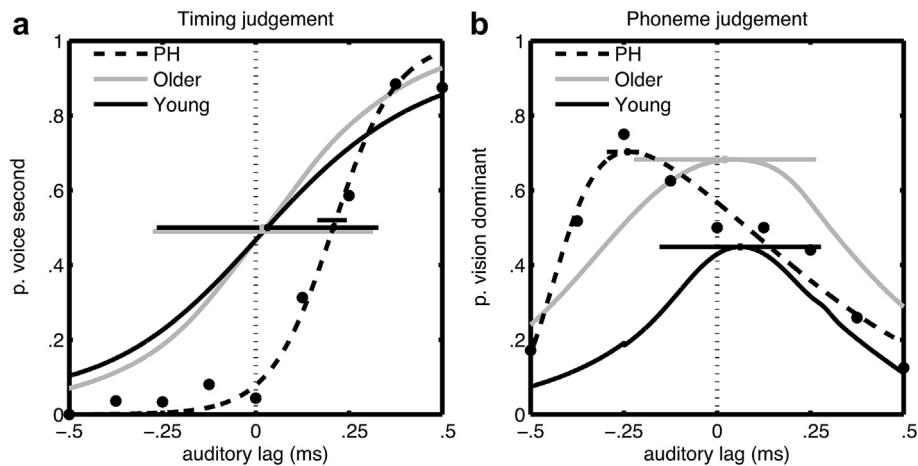 a
Timing judgement
PH
Older
Young
p. voice second
1
.8
.6
.4
.2
0
-.5
-.25
0
.25
.5
auditory lag (ms)
b
Phoneme judgement
PH
Older
Young
p. vision dominant
1
.8
.6
.4
.2
0
-.5
-.25
0
.25
.5
auditory lag (ms)